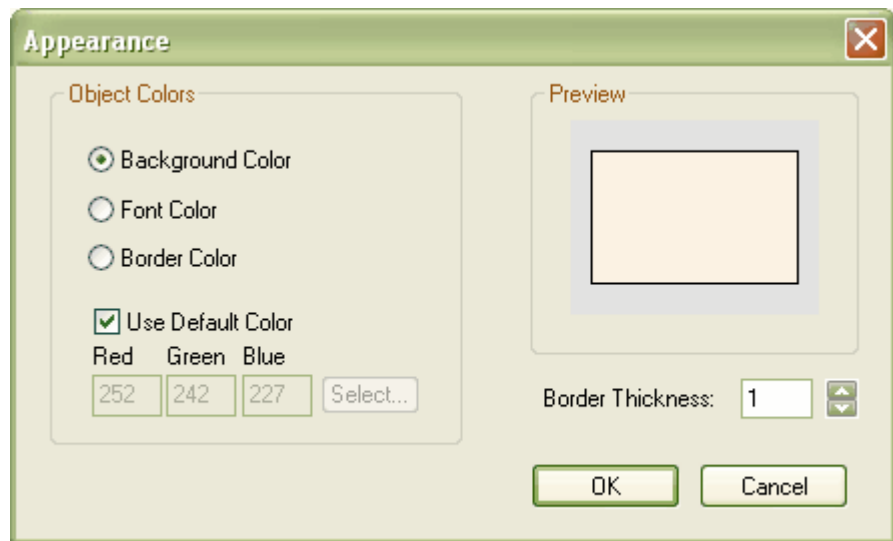 Appearance
Object Colors
Background Color
Font Color
Border Color
Use Default Color
Red Green Blue
252 242 227 Select...
Preview
Border Thickness: 1
OK Cancel